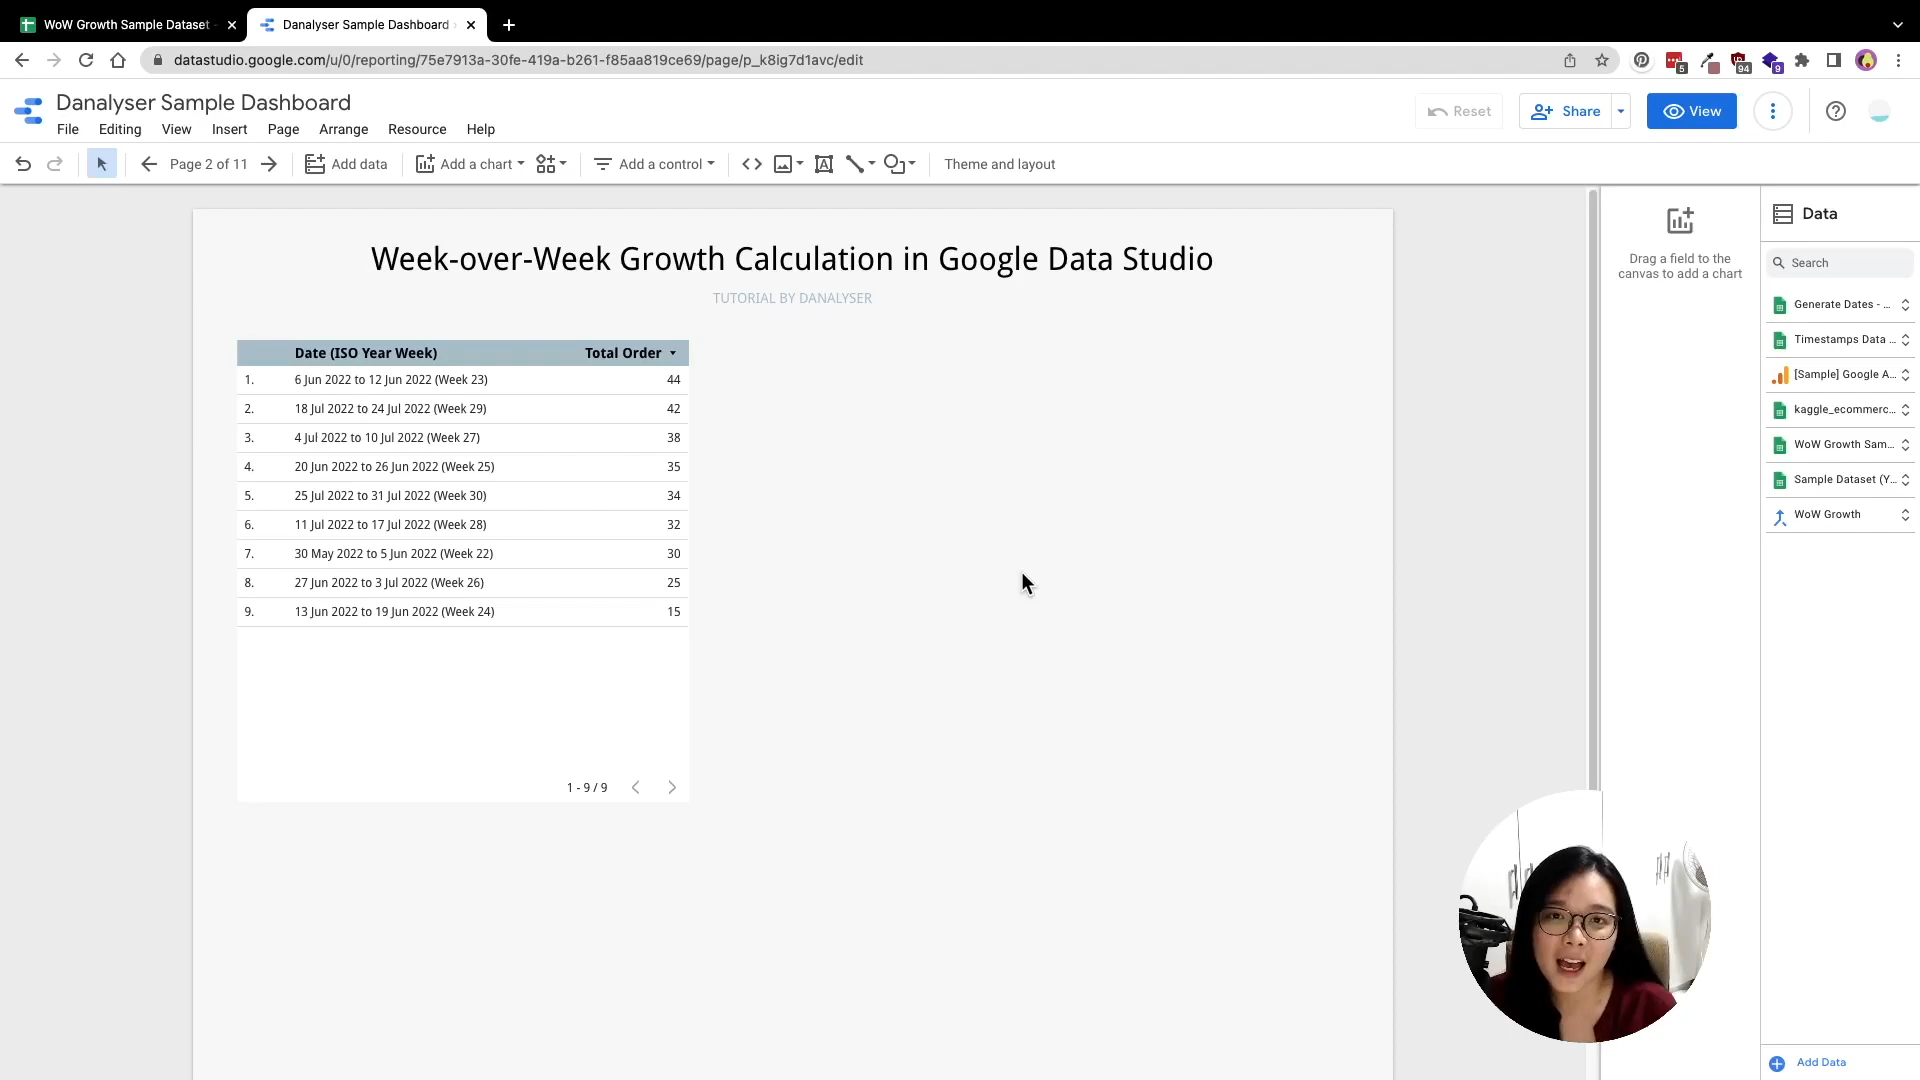 WoW Growth Sample Dataset -
Danalyser Sample Dashboard
datastudio.google.com/u/0/reporting/75e7913a-30fe-419a-b261-f85aa819ce69/page/p_k8ig7d1avc/edit
5
94
9
Danalyser Sample Dashboard
File Editing View Insert Page Arrange Resource Help
Reset
Share
View
Page 2 of 11
Add data
Add a chart
Add a control
Theme and layout
Week-over-Week Growth Calculation in Google Data Studio
TUTORIAL BY DANALYSER
Date (ISO Year Week) Total Order
1. 6 Jun 2022 to 12 Jun 2022 (Week 23) 44
2. 18 Jul 2022 to 24 Jul 2022 (Week 29) 42
3. 4 Jul 2022 to 10 Jul 2022 (Week 27) 38
4. 20 Jun 2022 to 26 Jun 2022 (Week 25) 35
5. 25 Jul 2022 to 31 Jul 2022 (Week 30) 34
6. 11 Jul 2022 to 17 Jul 2022 (Week 28) 32
7. 30 May 2022 to 5 Jun 2022 (Week 22) 30
8. 27 Jun 2022 to 3 Jul 2022 (Week 26) 25
9. 13 Jun 2022 to 19 Jun 2022 (Week 24) 15
1 - 9 / 9
Drag a field to the
canvas to add a chart
Data
Search
Generate Dates - ...
Timestamps Data ...
[Sample] Google A...
kaggle_ecommerc...
WoW Growth Sam...
Sample Dataset (Y...
WoW Growth
Add Data